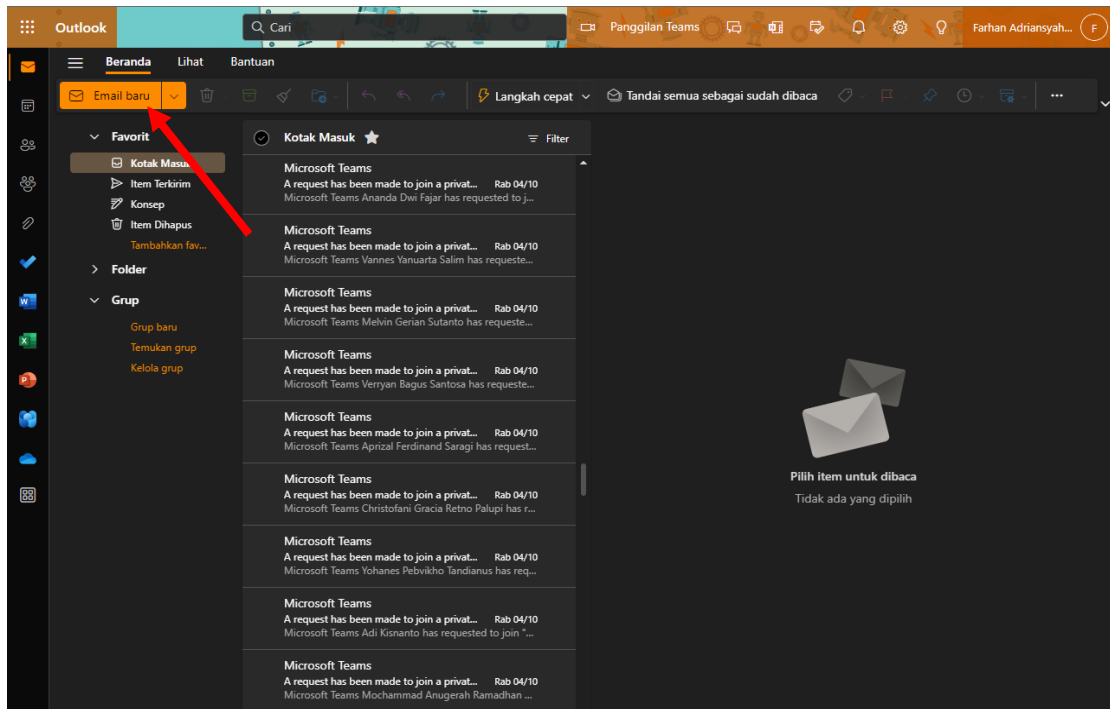 Outlook
Cari
Panggilan Teams
Farhan Adriansyah...
F
Beranda
Lihat
Bantuan
Email baru
Langkah cepat
Tandai semua sebagai sudah dibaca
Favorit
Kotak Masuk
Item Terkirim
Konsep
Item Dihapus
Tambahkan fav...
Folder
Grup
Grup baru
Temukan grup
Kelola grup
Kotak Masuk
Filter
Microsoft Teams
A request has been made to join a privat... Rab 04/10
Microsoft Teams Ananda Dwi Fajar has requested to j...
Microsoft Teams
A request has been made to join a privat... Rab 04/10
Microsoft Teams Vannes Yanuarta Salim has requeste...
Microsoft Teams
A request has been made to join a privat... Rab 04/10
Microsoft Teams Melvin Gerian Sutanto has requeste...
Microsoft Teams
A request has been made to join a privat... Rab 04/10
Microsoft Teams Verryan Bagus Santosa has requeste...
Microsoft Teams
A request has been made to join a privat... Rab 04/10
Microsoft Teams Aprizal Ferdinand Saragi has request...
Microsoft Teams
A request has been made to join a privat... Rab 04/10
Microsoft Teams Christofani Gracia Retno Palupi has r...
Microsoft Teams
A request has been made to join a privat... Rab 04/10
Microsoft Teams Yohanes Pebvikho Tandianus has req...
Microsoft Teams
A request has been made to join a privat... Rab 04/10
Microsoft Teams Adi Kisnanto has requested to join "...
Microsoft Teams
A request has been made to join a privat... Rab 04/10
Microsoft Teams Mochammad Anugerah Ramadhan ...
Pilih item untuk dibaca
Tidak ada yang dipilih